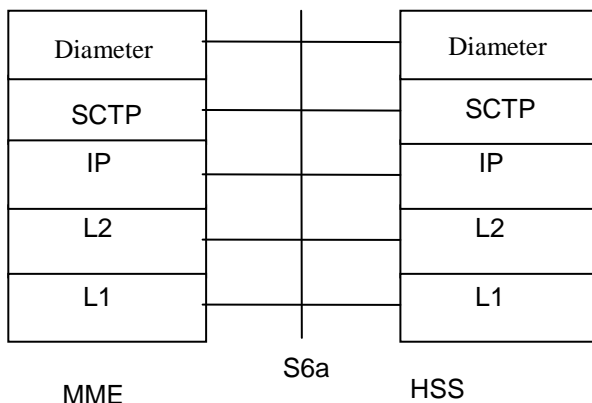 Diameter Diameter
SCTP SCTP
IP IP
L2 L2
L1 L1
S6a
MME HSS